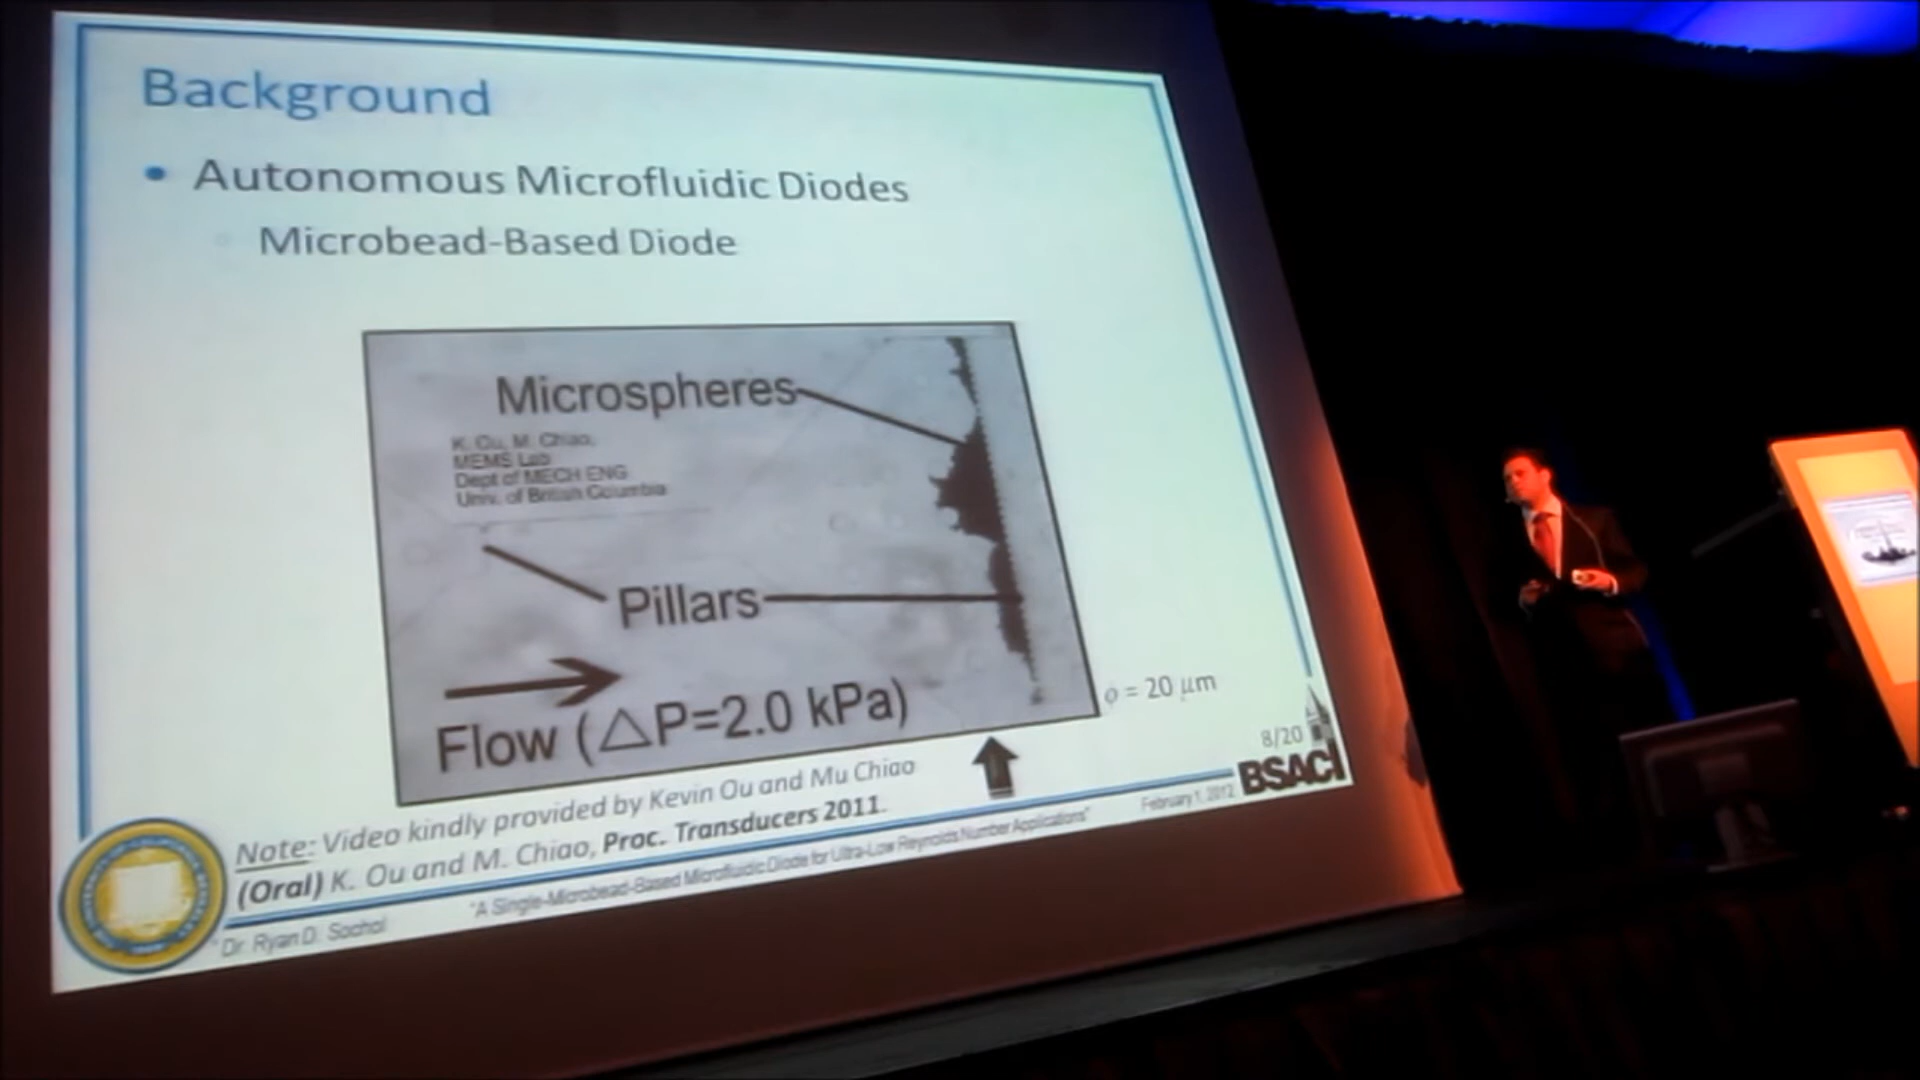 Background
• Autonomous Microfluidic Diodes
Microbead-Based Diode
Microspheres
K. Ou, M. Chiao,
MEMS Lab
Dept of MECH ENG
Univ. of British Columbia
Pillars
Flow (△P=2.0 kPa)
ϕ = 20 μm
Note: Video kindly provided by Kevin Ou and Mu Chiao
(Oral) K. Ou and M. Chiao, Proc. Transducers 2011.
8/20
BSAC
Dr. Ryan D. Sochol
"A Single-Microbead-Based Microfluidic Diode for Ultra-Low Reynolds Number Applications"
February 1, 2012